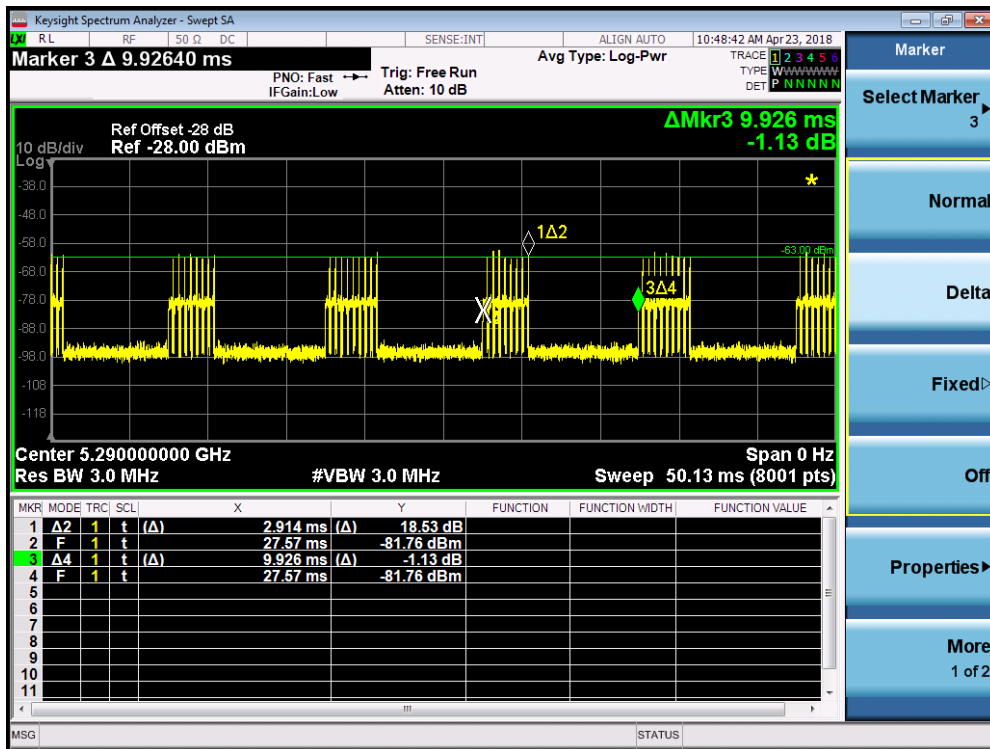 Keysight Spectrum Analyzer - Swept SA
LXI RL RF 50 Ω DC SENSE:INT ALIGN AUTO 10:48:42 AM Apr 23, 2018
Marker 3 Δ 9.92640 ms
PNO: Fast
IFGain:Low
Trig: Free Run
Atten: 10 dB
Avg Type: Log-Pwr
TRACE 1 2 3 4 5 6
TYPE WWWWWWW
DET P N N N N N
ΔMkr3 9.926 ms
-1.13 dB
Ref Offset -28 dB
10 dB/div Ref -28.00 dBm
Log
-38.0
-48.0
-58.0
-68.0
-78.0
-88.0
-98.0
-108
-118
1Δ2
-63.00 dBm
3Δ4
X2
Center 5.290000000 GHz Span 0 Hz
Res BW 3.0 MHz #VBW 3.0 MHz Sweep 50.13 ms (8001 pts)
MKR MODE TRC SCL X Y FUNCTION FUNCTION WIDTH FUNCTION VALUE
1 Δ2 1 t (Δ) 2.914 ms (Δ) 18.53 dB
2 F 1 t 27.57 ms -81.76 dBm
3 Δ4 1 t (Δ) 9.926 ms (Δ) -1.13 dB
4 F 1 t 27.57 ms -81.76 dBm
5
6
7
8
9
10
11
MSG STATUS
Marker
Select Marker
3
Normal
Delta
Fixed
Off
Properties
More
1 of 2